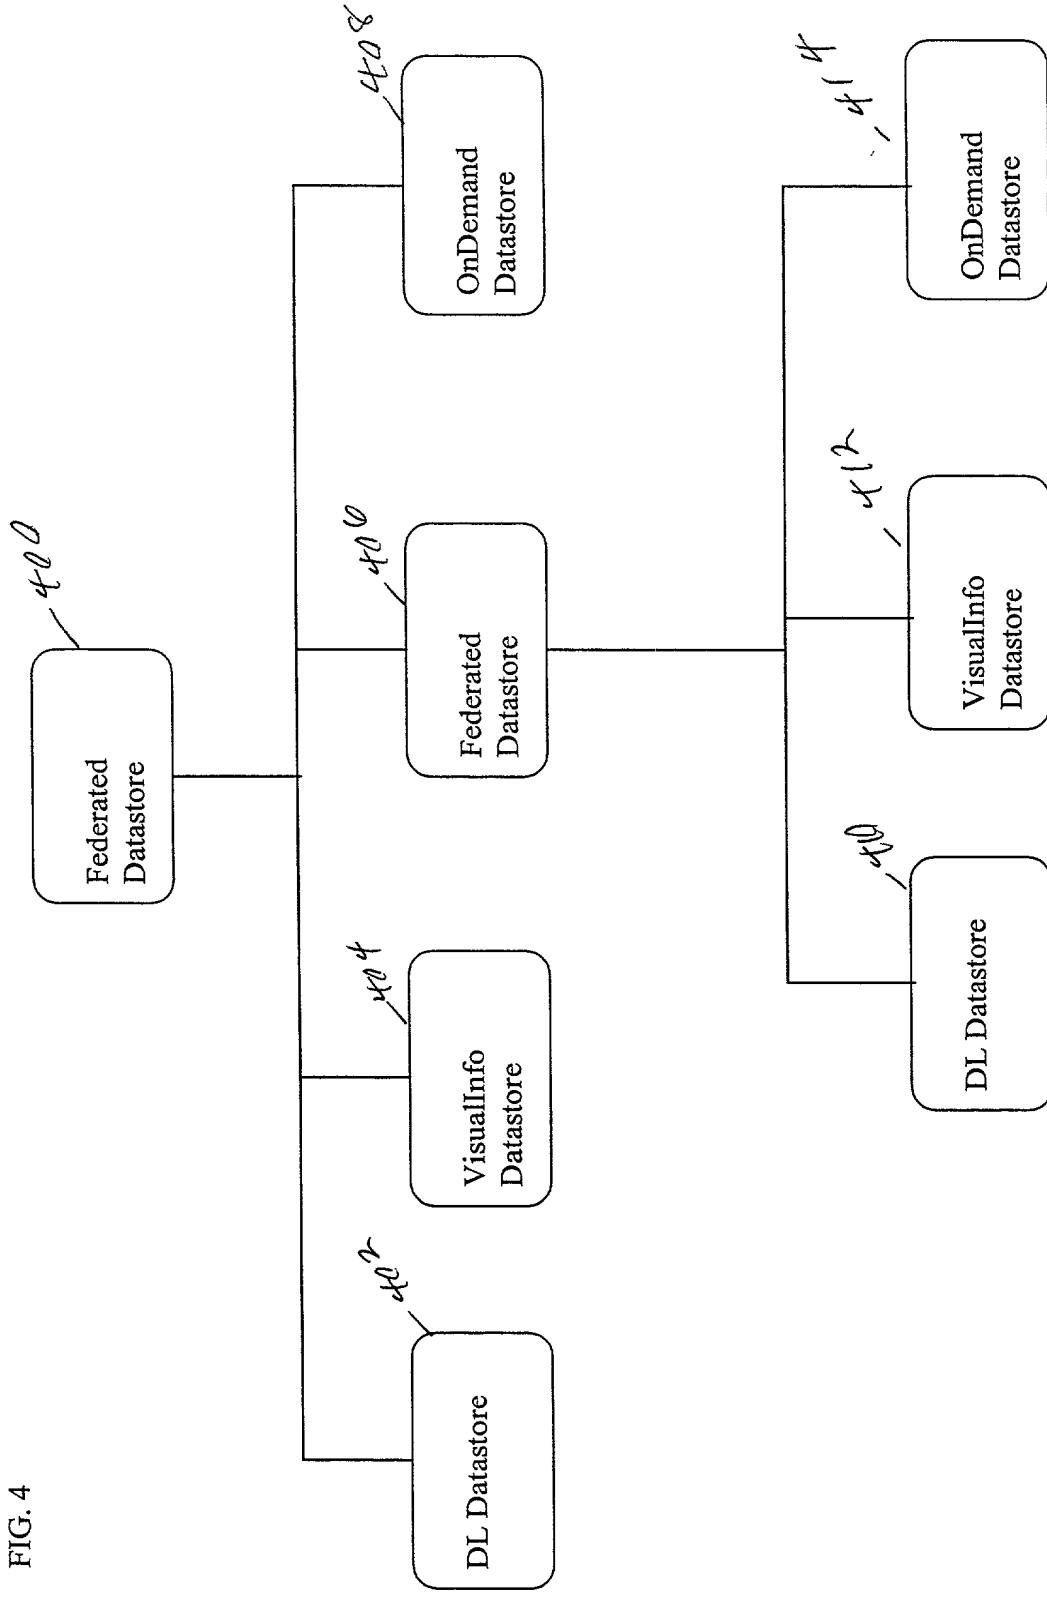 FIG. 4
Federated
Datastore
400
DL Datastore
402
VisualInfo
Datastore
404
Federated
Datastore
406
OnDemand
Datastore
408
DL Datastore
410
VisualInfo
Datastore
412
OnDemand
Datastore
414